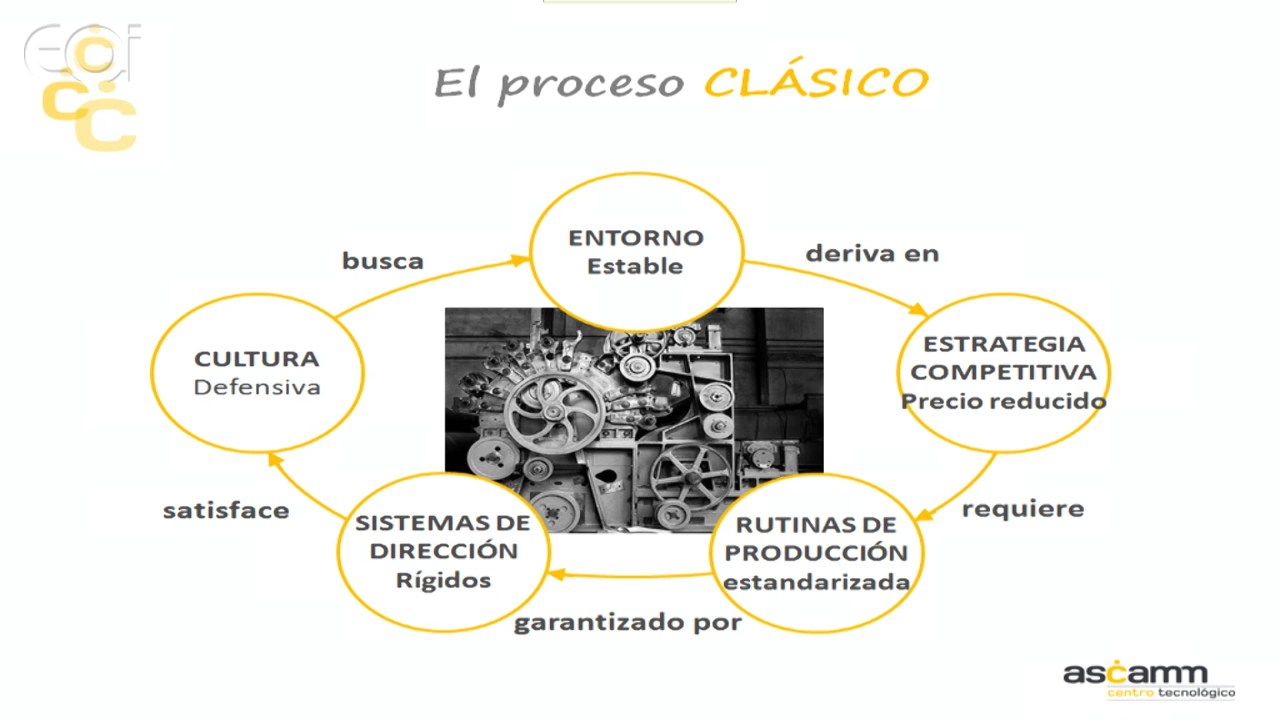 El proceso CLÁSICO
ENTORNO
Estable
busca
deriva en
ESTRATEGIA
COMPETITIVA
Precio reducido
CULTURA
Defensiva
satisface
requiere
SISTEMAS DE
DIRECCIÓN
Rígidos
RUTINAS DE
PRODUCCIÓN
estandarizada
garantizado por
ascamm
centro tecnológico